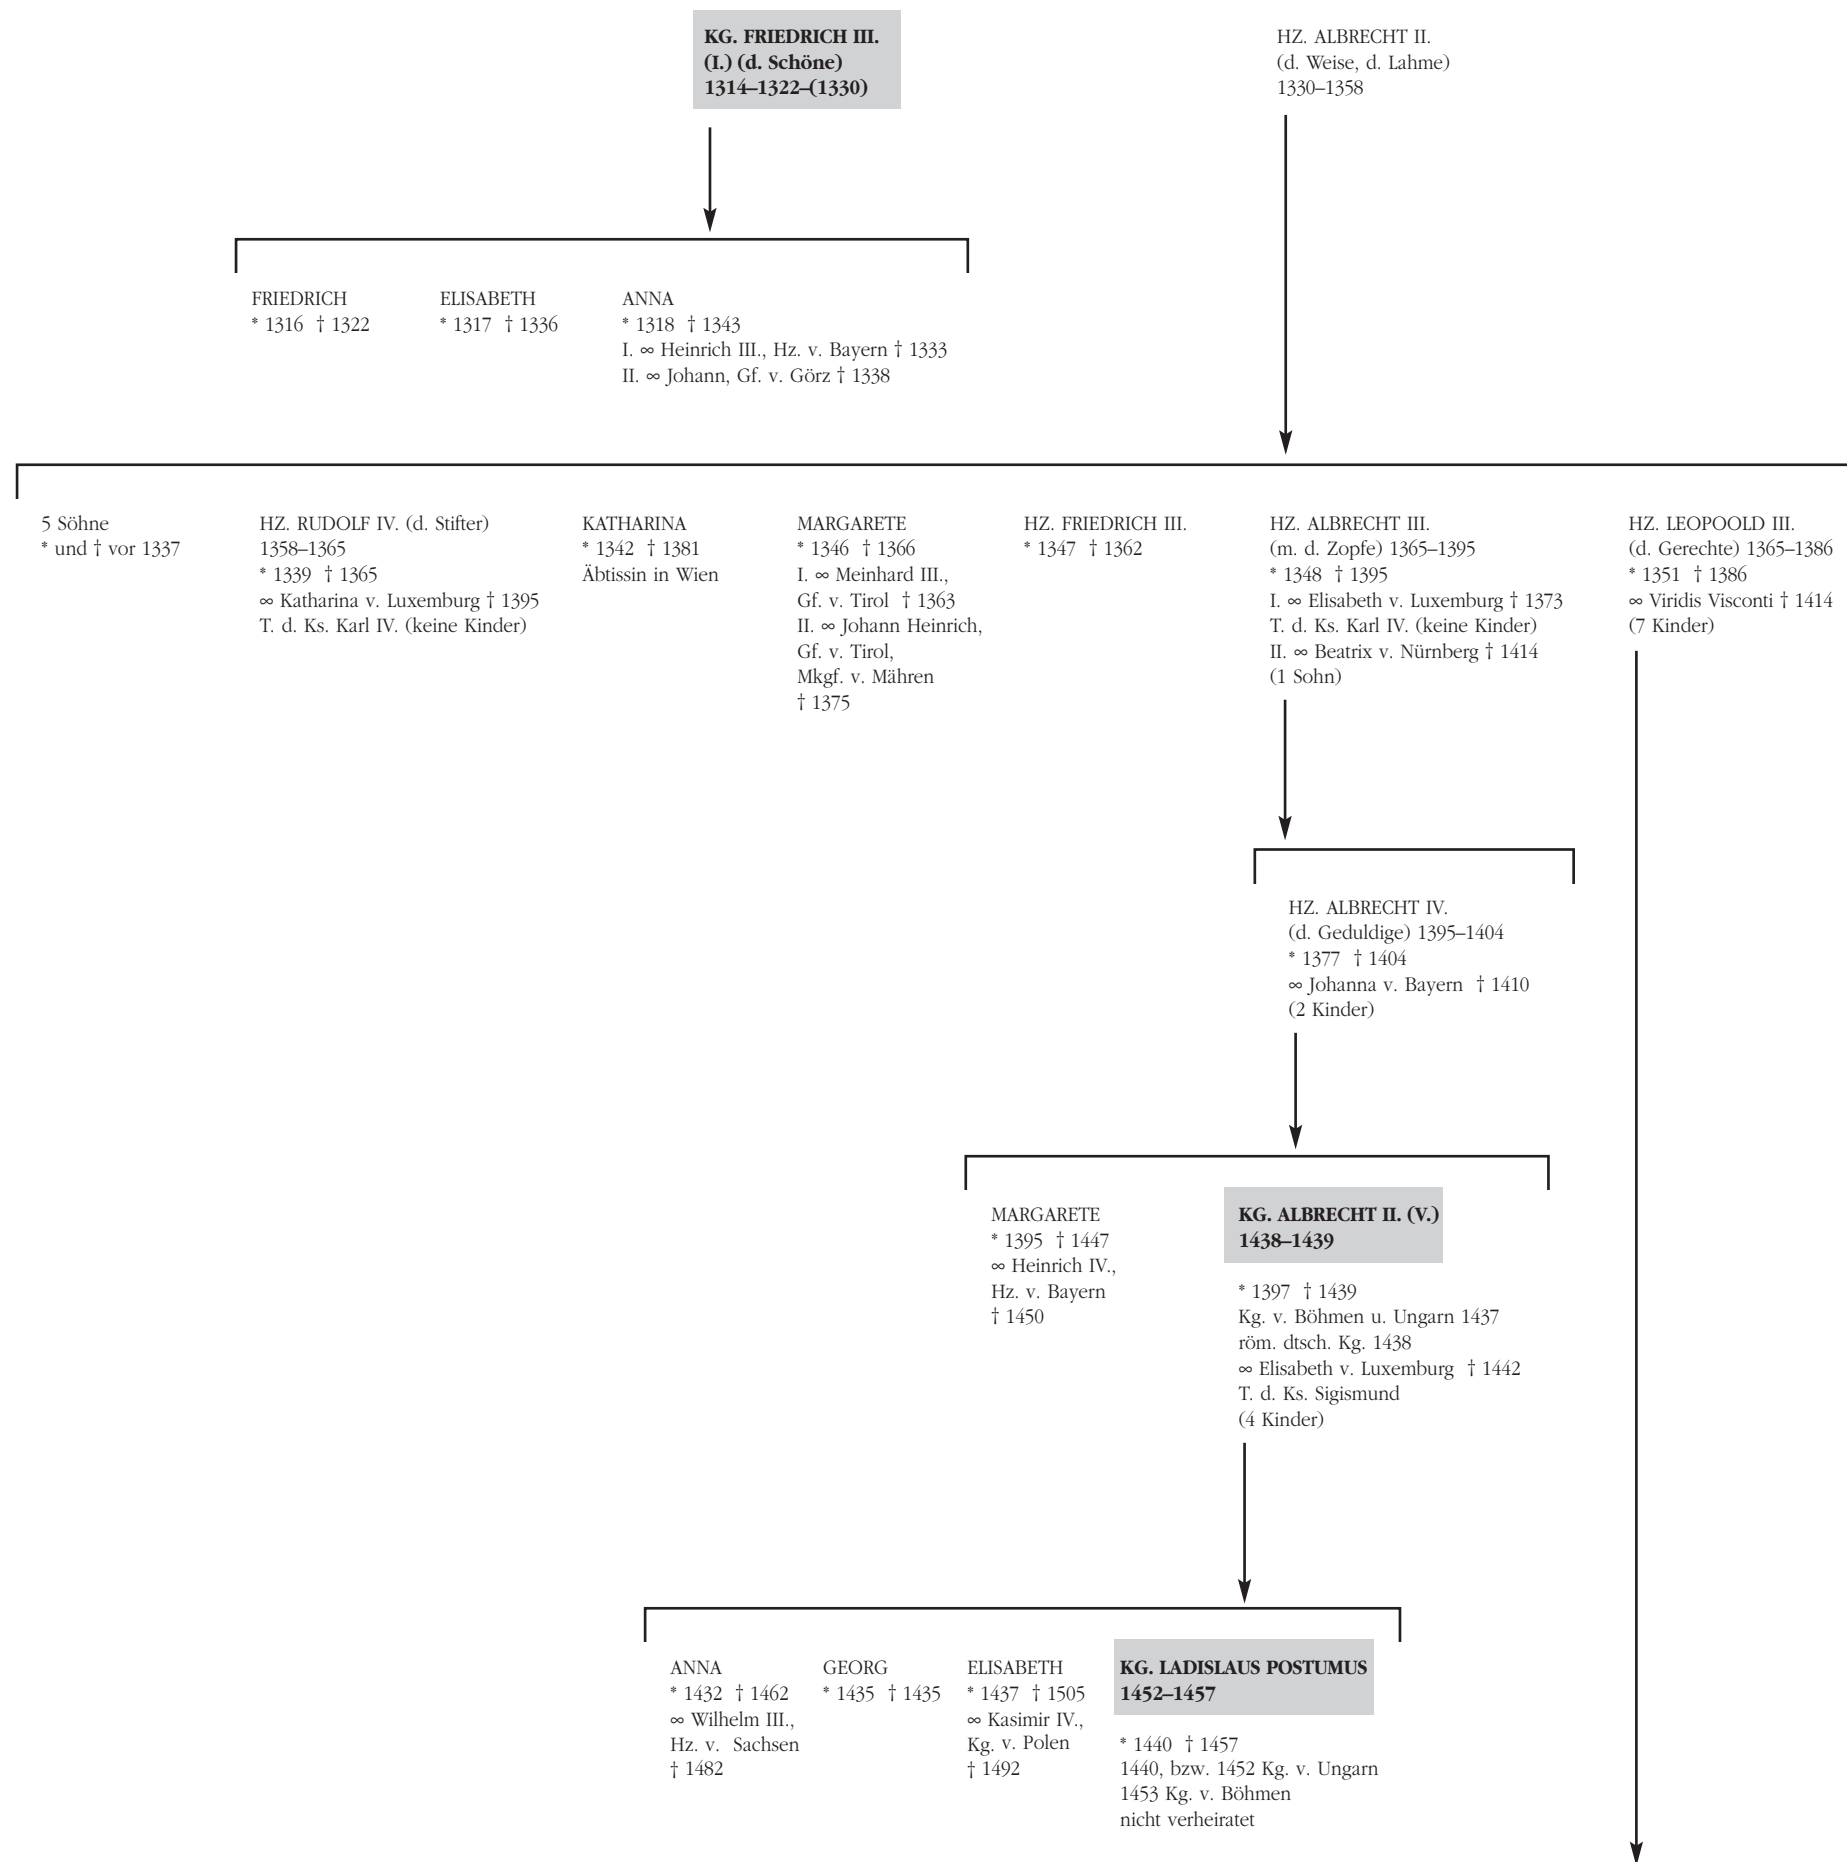 KG. FRIEDRICH III.
(I.) (d. Schöne)
1314–1322–(1330)
HZ. ALBRECHT II.
(d. Weise, d. Lahme)
1330–1358
FRIEDRICH
* 1316 † 1322
ELISABETH
* 1317 † 1336
ANNA
* 1318 † 1343
I. ∞ Heinrich III., Hz. v. Bayern † 1333
II. ∞ Johann, Gf. v. Görz † 1338
5 Söhne
* und † vor 1337
HZ. RUDOLF IV. (d. Stifter)
1358–1365
* 1339 † 1365
∞ Katharina v. Luxemburg † 1395
T. d. Ks. Karl IV. (keine Kinder)
KATHARINA
* 1342 † 1381
Äbtissin in Wien
MARGARETE
* 1346 † 1366
I. ∞ Meinhard III.,
Gf. v. Tirol † 1363
II. ∞ Johann Heinrich,
Gf. v. Tirol,
Mkgf. v. Mähren
† 1375
HZ. FRIEDRICH III.
* 1347 † 1362
HZ. ALBRECHT III.
(m. d. Zopfe) 1365–1395
* 1348 † 1395
I. ∞ Elisabeth v. Luxemburg † 1373
T. d. Ks. Karl IV. (keine Kinder)
II. ∞ Beatrix v. Nürnberg † 1414
(1 Sohn)
HZ. LEOPOOLD III.
(d. Gerechte) 1365–1386
* 1351 † 1386
∞ Viridis Visconti † 1414
(7 Kinder)
HZ. ALBRECHT IV.
(d. Geduldige) 1395–1404
* 1377 † 1404
∞ Johanna v. Bayern † 1410
(2 Kinder)
MARGARETE
* 1395 † 1447
∞ Heinrich IV.,
Hz. v. Bayern
† 1450
KG. ALBRECHT II. (V.)
1438–1439
* 1397 † 1439
Kg. v. Böhmen u. Ungarn 1437
röm. dtsch. Kg. 1438
∞ Elisabeth v. Luxemburg † 1442
T. d. Ks. Sigismund
(4 Kinder)
ANNA
* 1432 † 1462
∞ Wilhelm III.,
Hz. v. Sachsen
† 1482
GEORG
* 1435 † 1435
ELISABETH
* 1437 † 1505
∞ Kasimir IV.,
Kg. v. Polen
† 1492
KG. LADISLAUS POSTUMUS
1452–1457
* 1440 † 1457
1440, bzw. 1452 Kg. v. Ungarn
1453 Kg. v. Böhmen
nicht verheiratet